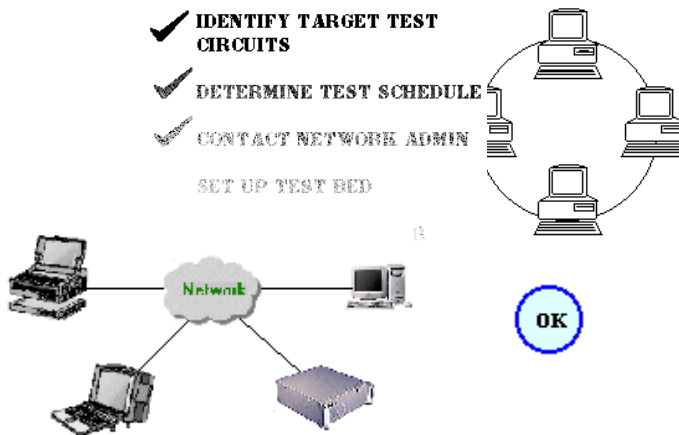 IDENTIFY TARGET TEST
CIRCUITS
DETERMINE TEST SCHEDULE
CONTACT NETWORK ADMIN
SET UP TEST BED
R
Network
OK